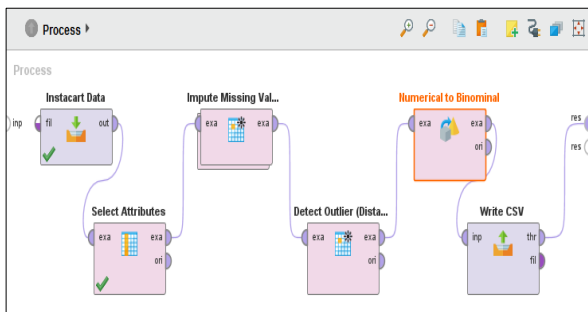 Process
Process
Instacart Data
inp
fil
out
Select Attributes
exa
exa
ori
Impute Missing Val...
exa
exa
Detect Outlier (Dista...
exa
exa
ori
Numerical to Binominal
exa
exa
ori
Write CSV
inp
thr
fil
res
res